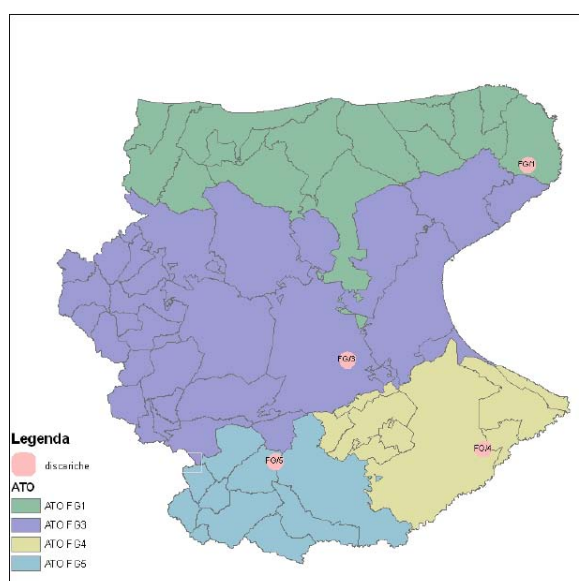 FG/1
FG/3
FG/4
FG/5
Legenda
discariche
ATO
ATO FG1
ATO FG3
ATO FG4
ATO FG5